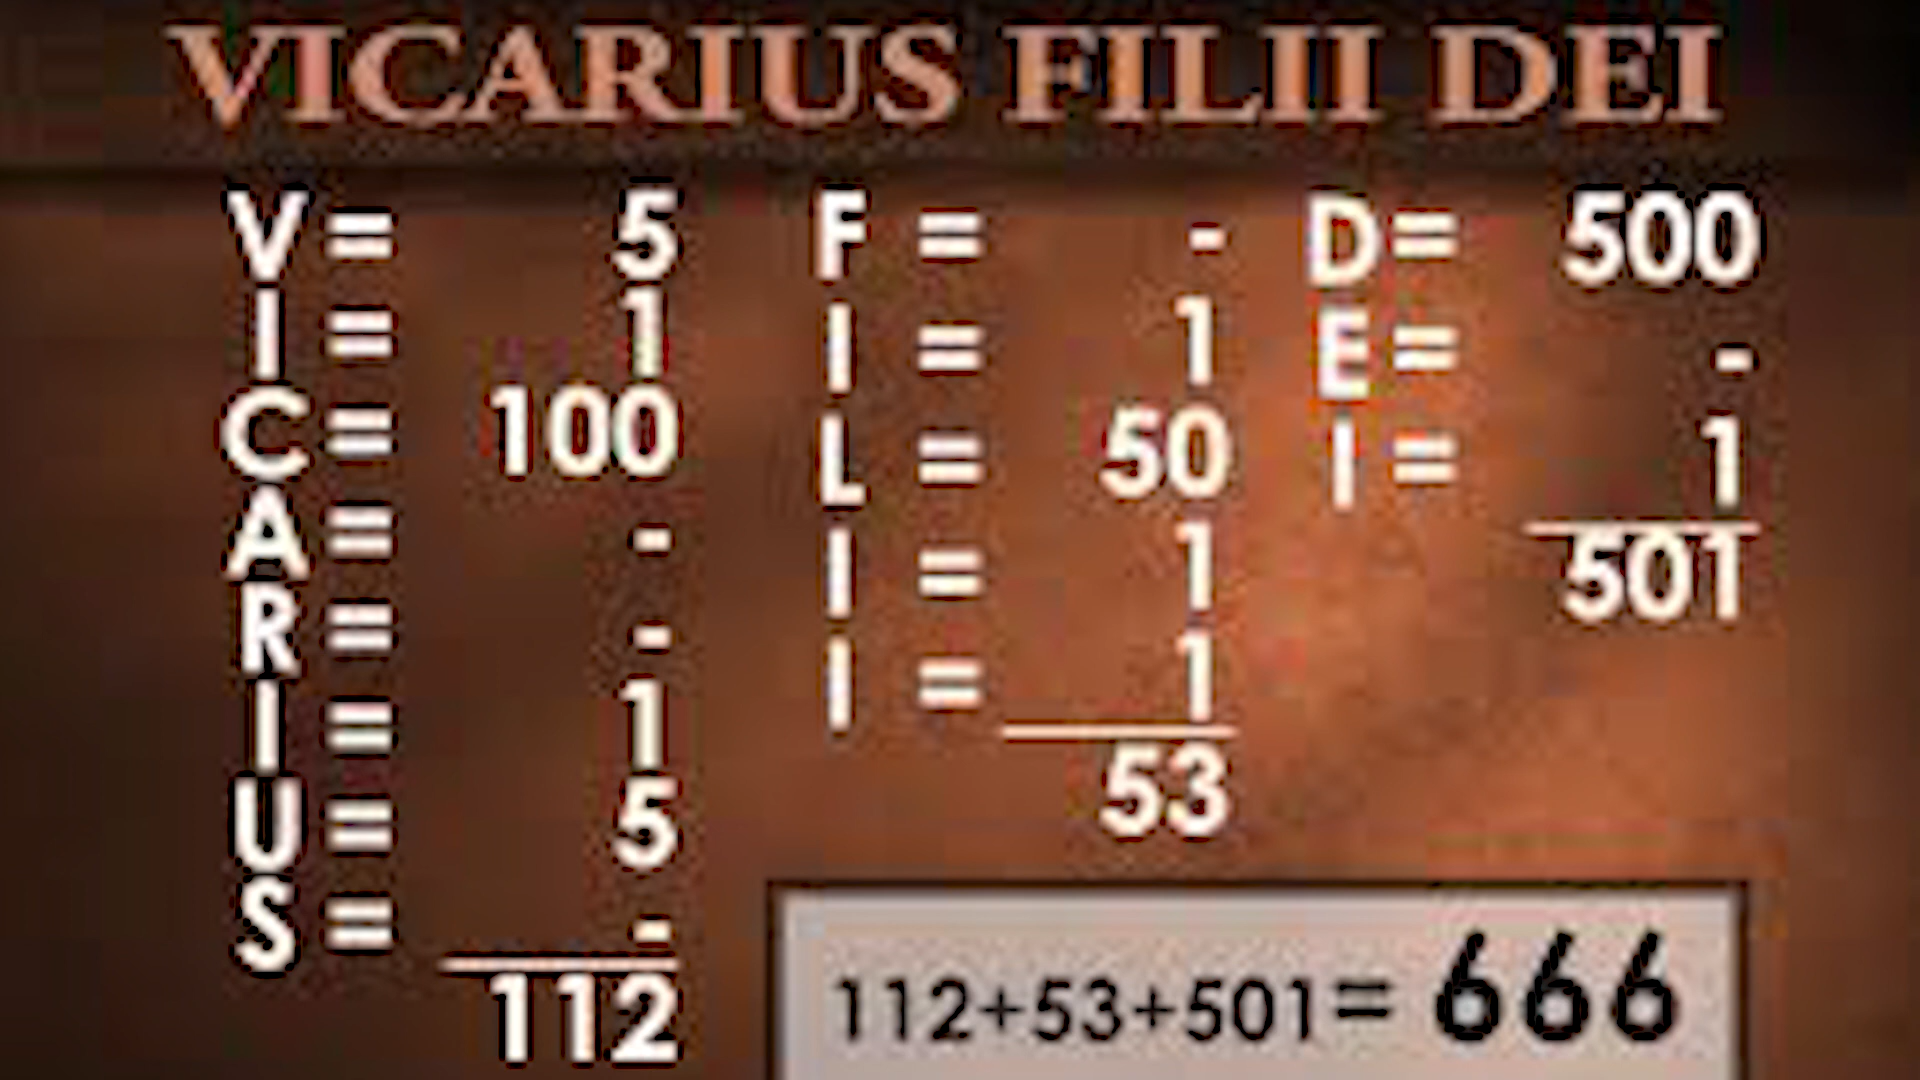 VICARIUS FILII DEI
V = 5
I = 1
C = 100
A = -
R = -
I = 1
U = 5
S = -
112
F = -
I = 1
L = 50
I = 1
I = 1
53
D = 500
E = -
I = 1
501
112+53+501= 666